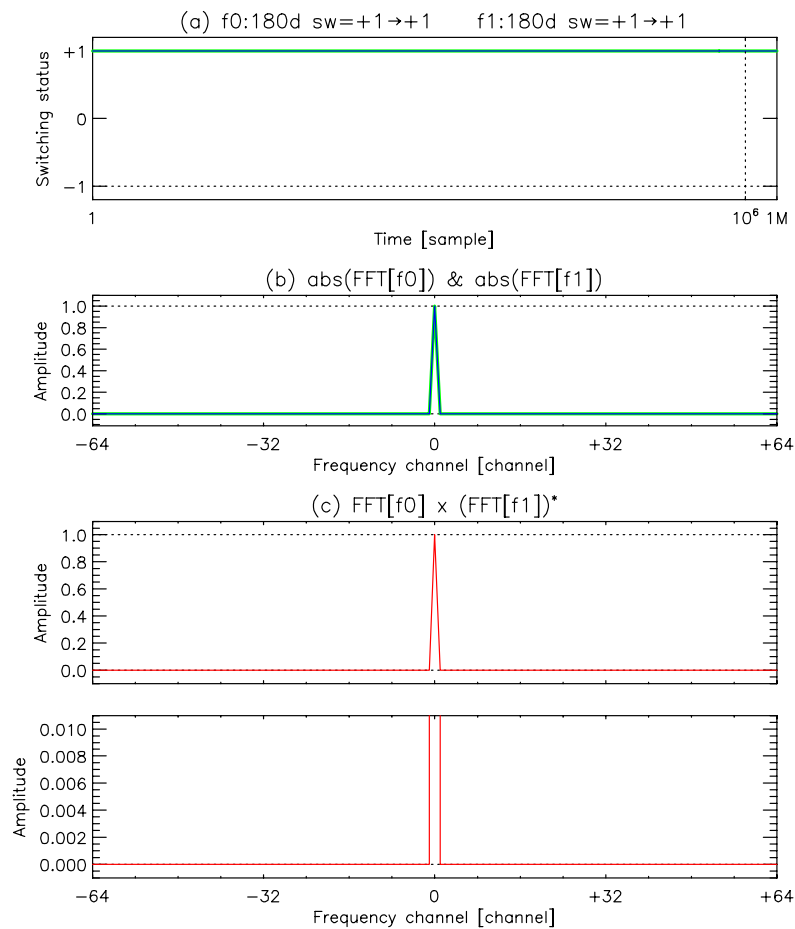 (a) f0:180d sw=+1→+1 f1:180d sw=+1→+1
Switching status
+1
0
−1
1
10⁶ 1M
Time [sample]
(b) abs(FFT[f0]) & abs(FFT[f1])
Amplitude
1.0
0.8
0.6
0.4
0.2
0.0
−64 −32 0 +32 +64
Frequency channel [channel]
(c) FFT[f0] x (FFT[f1])*
Amplitude
1.0
0.8
0.6
0.4
0.2
0.0
Amplitude
0.010
0.008
0.006
0.004
0.002
0.000
−64 −32 0 +32 +64
Frequency channel [channel]